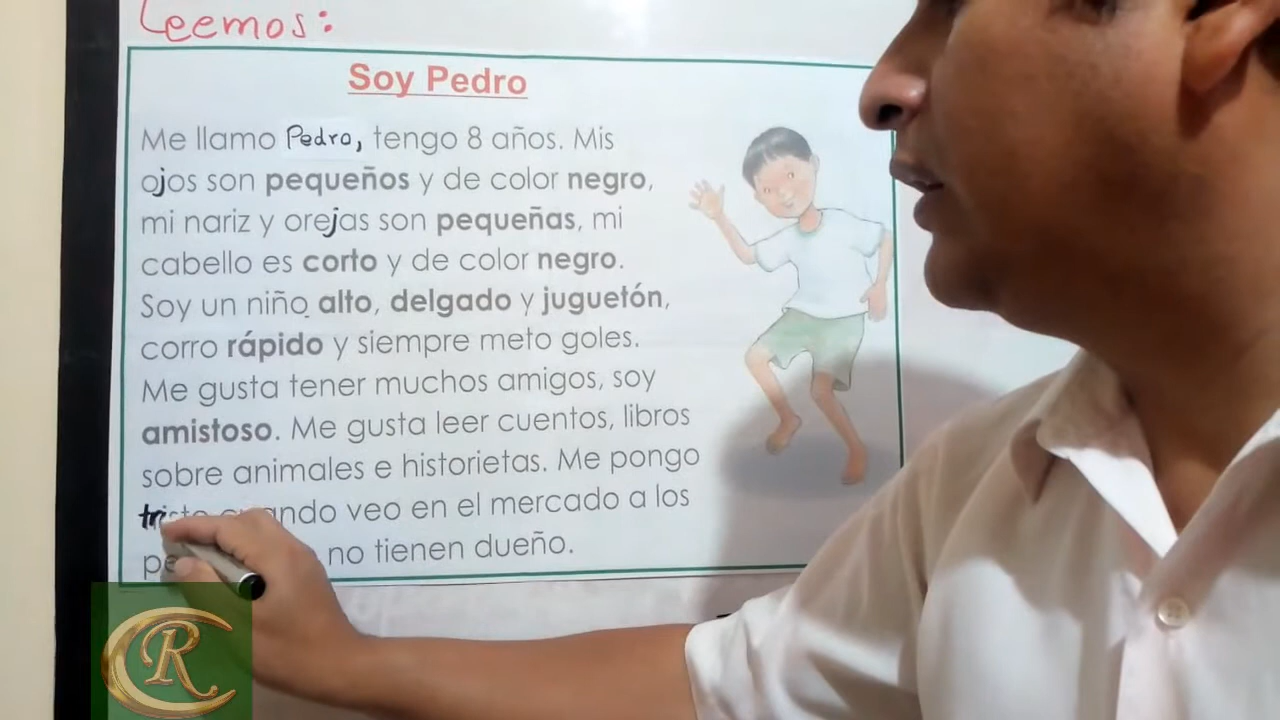 Leemos:
Soy Pedro
Me llamo Pedro, tengo 8 años. Mis
ojos son pequeños y de color negro,
mi nariz y orejas son pequeñas, mi
cabello es corto y de color negro.
Soy un niño alto, delgado y juguetón,
corro rápido y siempre meto goles.
Me gusta tener muchos amigos, soy
amistoso. Me gusta leer cuentos, libros
sobre animales e historietas. Me pongo
triste cuando veo en el mercado a los
no tienen dueño.
CR